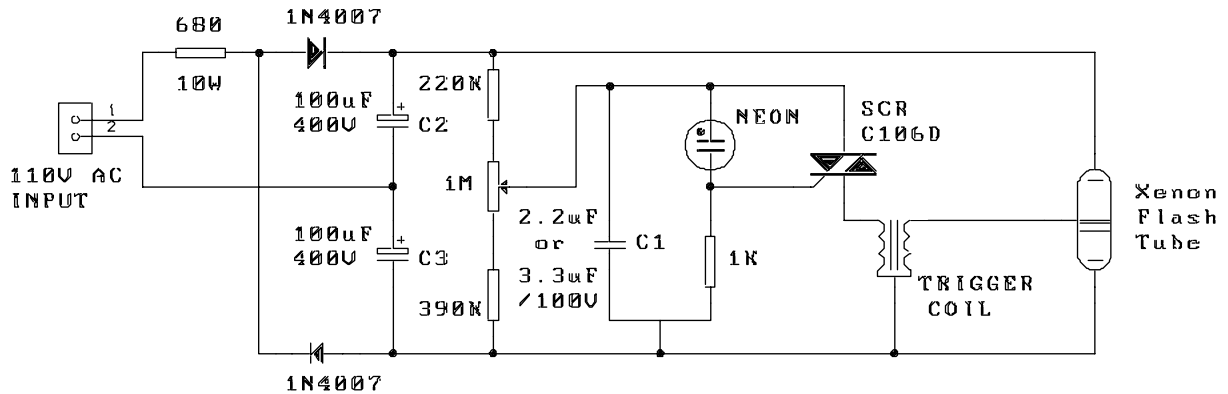 680
10W
1N4007
100uF
400V
C2
220K
1M
390K
1
2
110V AC
INPUT
100uF
400V
C3
1N4007
2.2uF
or
3.3uF
/100V
C1
NEON
1K
SCR
C106D
TRIGGER
COIL
Xenon
Flash
Tube